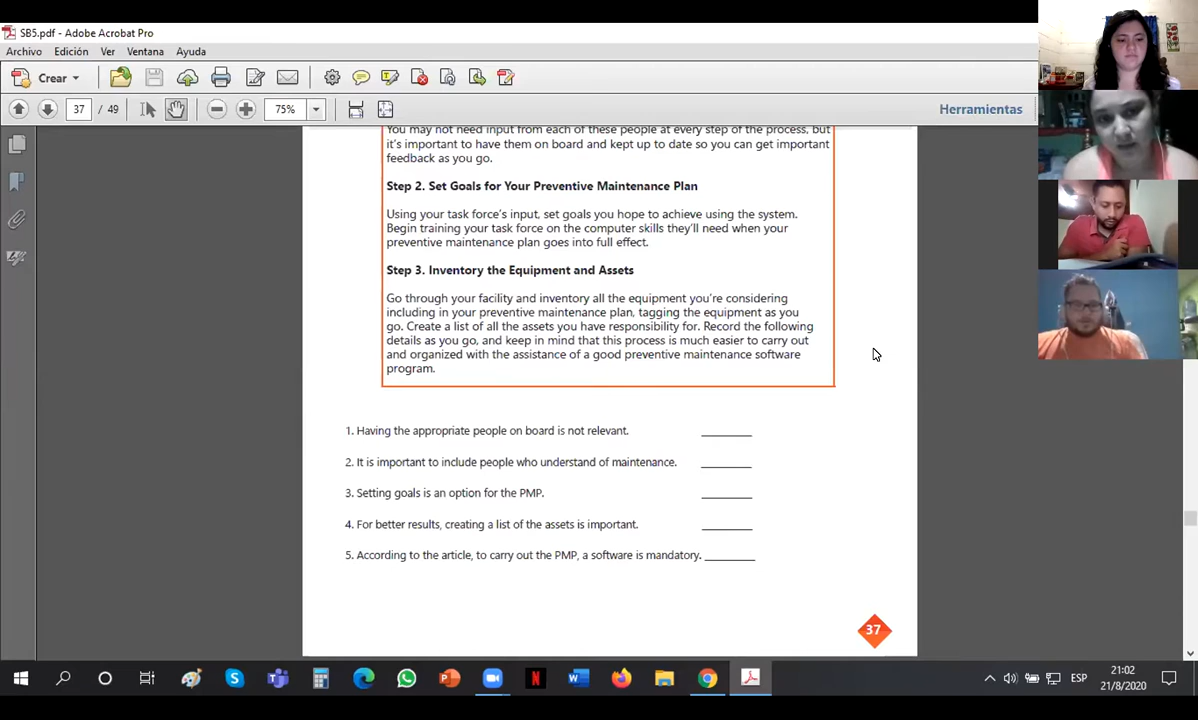 SB5.pdf - Adobe Acrobat Pro
Archivo Edición Ver Ventana Ayuda
Crear
37 / 49 75% Herramientas
You may not need input from each of these people at every step of the process, but
it's important to have them on board and kept up to date so you can get important
feedback as you go.
Step 2. Set Goals for Your Preventive Maintenance Plan
Using your task force's input, set goals you hope to achieve using the system.
Begin training your task force on the computer skills they'll need when your
preventive maintenance plan goes into full effect.
Step 3. Inventory the Equipment and Assets
Go through your facility and inventory all the equipment you're considering
including in your preventive maintenance plan, tagging the equipment as you
go. Create a list of all the assets you have responsibility for. Record the following
details as you go, and keep in mind that this process is much easier to carry out
and organized with the assistance of a good preventive maintenance software
program.
1. Having the appropriate people on board is not relevant. ________
2. It is important to include people who understand of maintenance. ________
3. Setting goals is an option for the PMP. ________
4. For better results, creating a list of the assets is important. ________
5. According to the article, to carry out the PMP, a software is mandatory. ________
37
ESP
21:02
21/8/2020